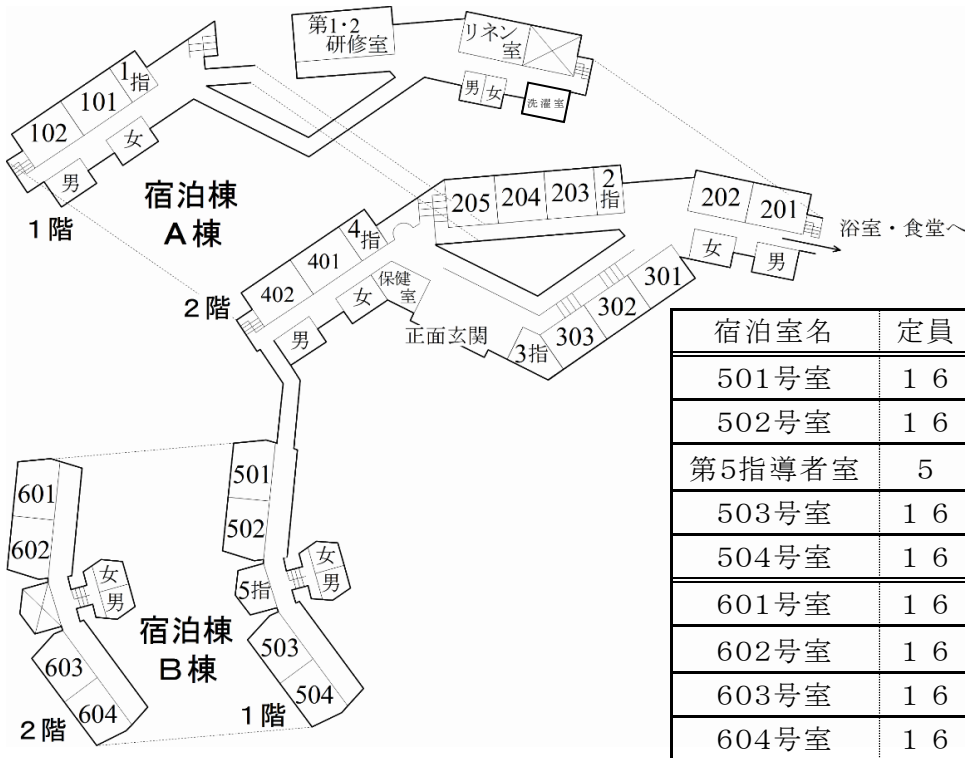 第1・2
研修室
リネン
室
男
女
洗濯室
1指
101
102
女
男
宿泊棟
A棟
1階
205
204
203
2
指
202
201
浴室・食堂へ
女
男
4指
401
402
保健
室
女
男
2階
正面玄関
301
302
303
3指
501
502
5指
女
男
503
504
1階
601
602
女
男
603
604
2階
宿泊棟
B棟
宿泊室名 定員
501号室 16
502号室 16
第5指導者室 5
503号室 16
504号室 16
601号室 16
602号室 16
603号室 16
604号室 16